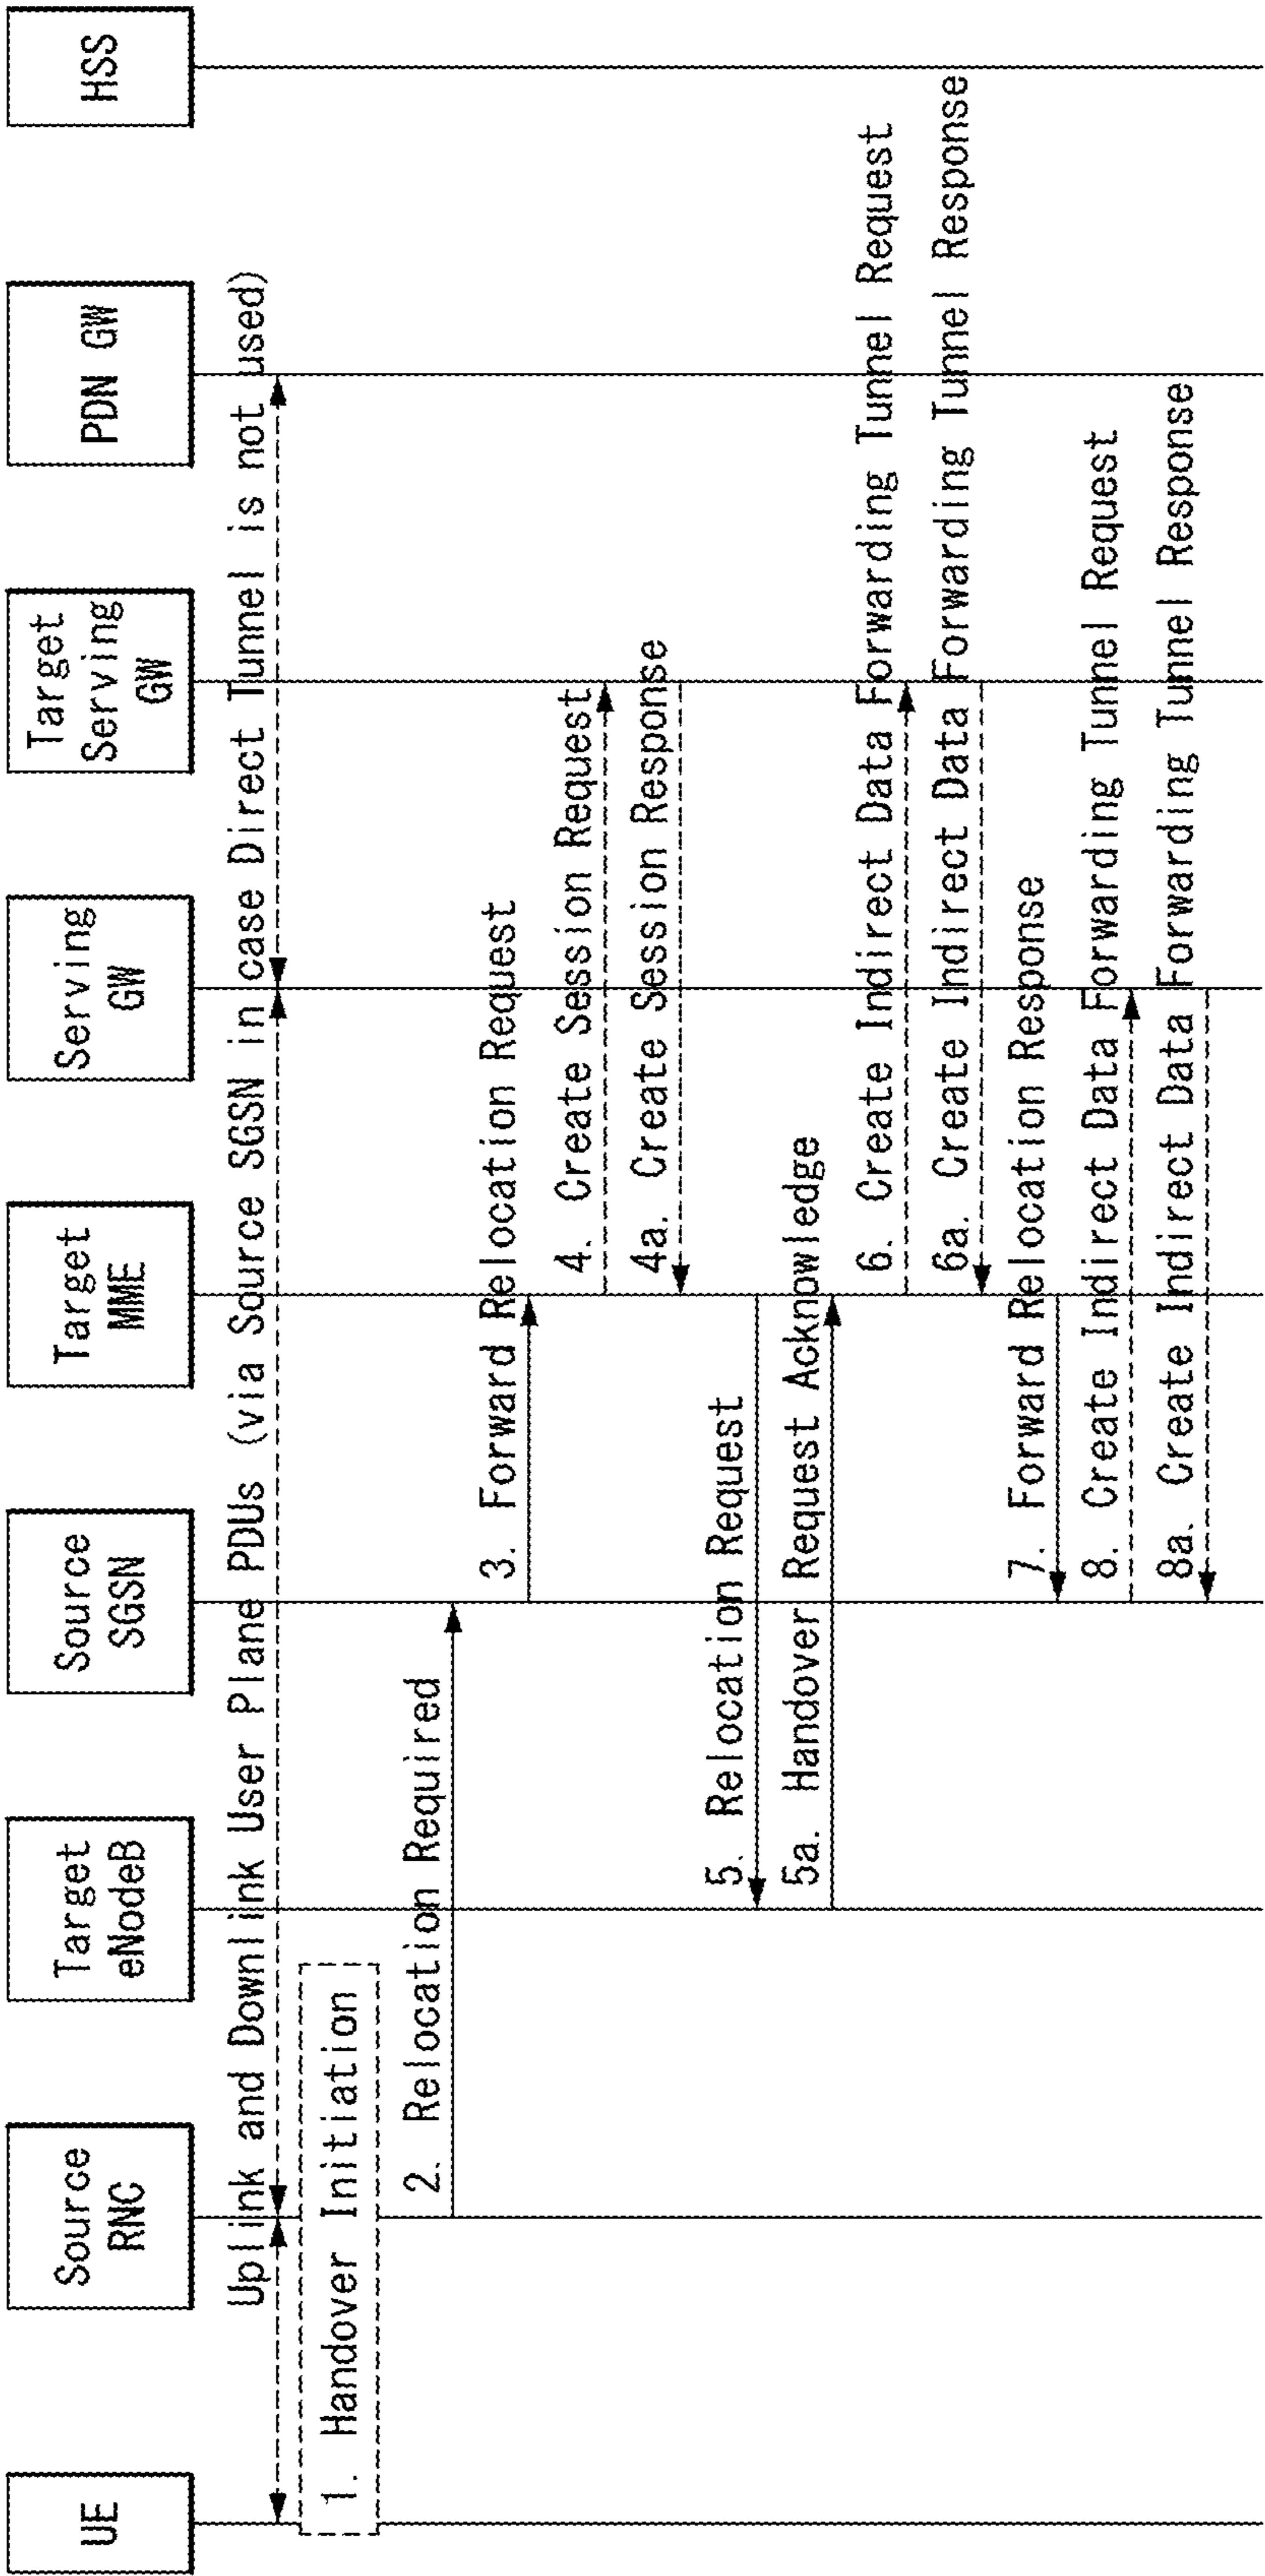 UE
Source
RNC
Target
eNodeB
Source
SGSN
Target
MME
Serving
GW
Target
Serving
GW
PDN GW
HSS
Uplink and Downlink User Plane PDUs (via Source SGSN in case Direct Tunnel is not used)
1. Handover Initiation
2. Relocation Required
3. Forward Relocation Request
4. Create Session Request
4a. Create Session Response
5. Relocation Request
5a. Handover Request Acknowledge
6. Create Indirect Data Forwarding Tunnel Request
6a. Create Indirect Data Forwarding Tunnel Response
7. Forward Relocation Response
8. Create Indirect Data Forwarding Tunnel Request
8a. Create Indirect Data Forwarding Tunnel Response